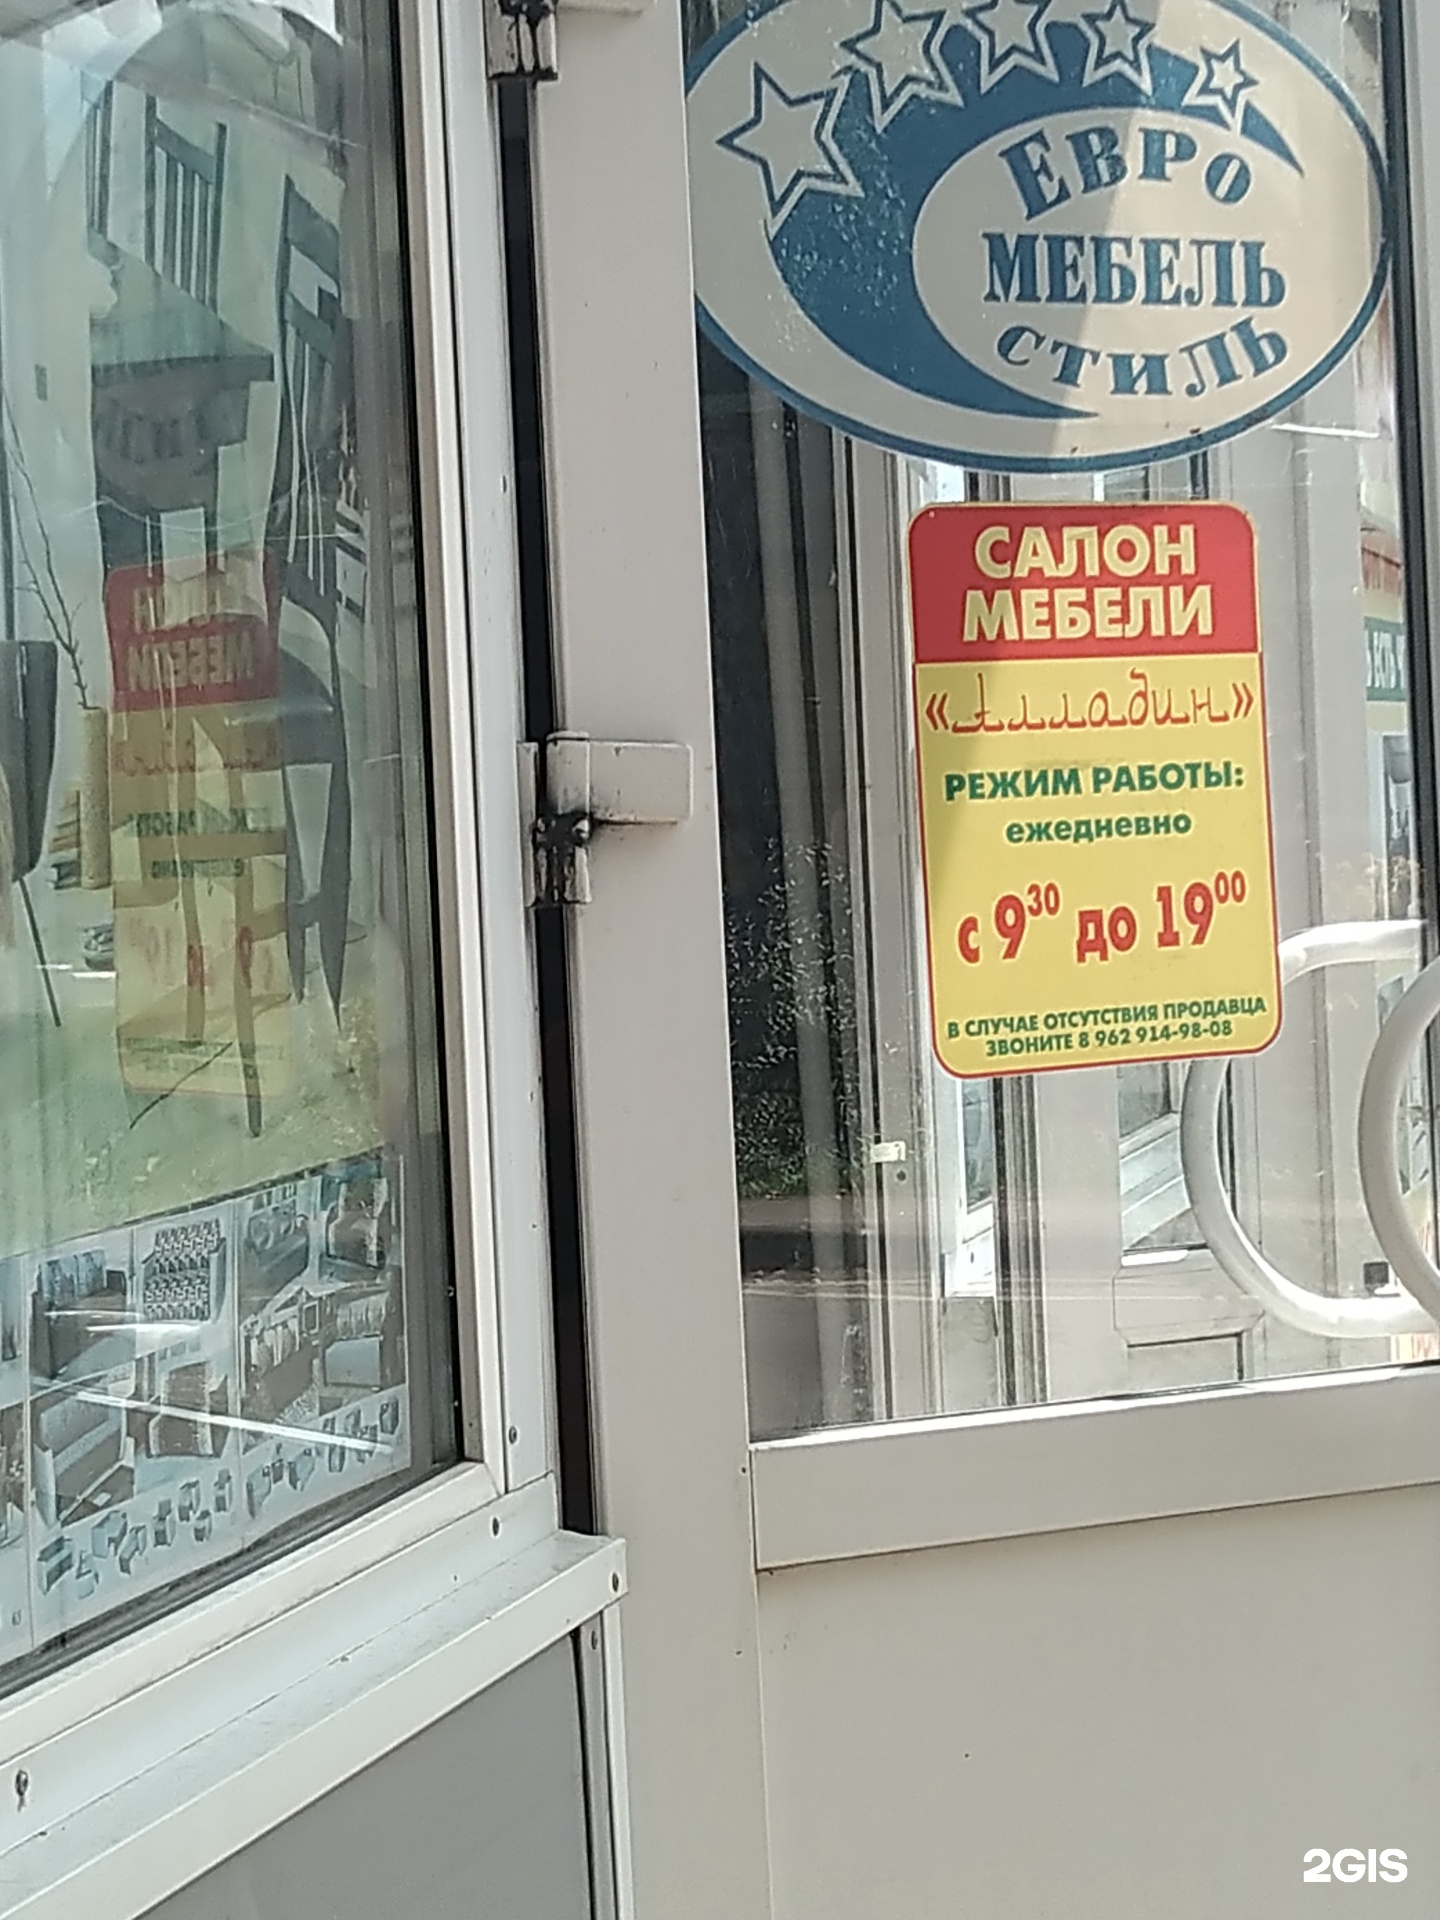 ЕВРО
МЕБЕЛЬ
СТИЛЬ
САЛОН
МЕБЕЛИ
«Алладин»
РЕЖИМ РАБОТЫ:
ежедневно
с 9³⁰ до 19⁰⁰
В СЛУЧАЕ ОТСУТСТВИЯ ПРОДАВЦА
ЗВОНИТЕ 8 962 914-98-08
2GIS